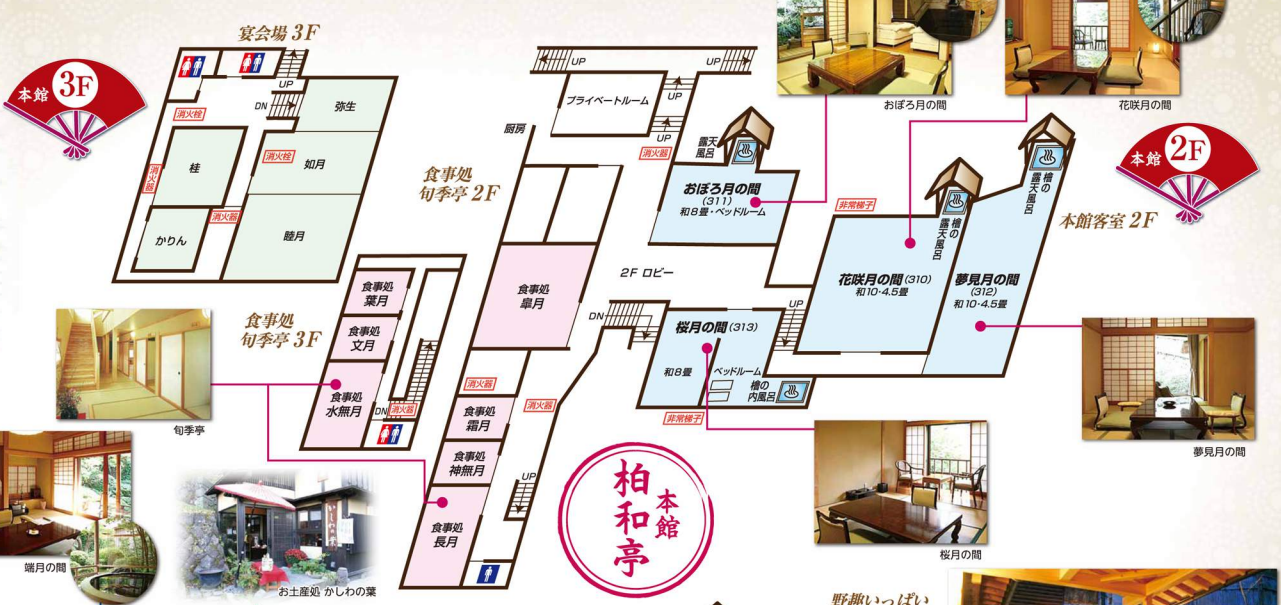 宴会場 3F
本館 3F
UP
DN
消火栓
弥生
桂
消火栓
如月
消火器
消火器
かりん
睦月
食事処
旬季亭 3F
食事処
葉月
食事処
文月
食事処
水無月
DN
消火器
旬季亭
端月の間
お土産処 かしわの葉
食事処
旬季亭 2F
厨房
UP
UP
プライベートルーム
UP
UP
消火器
露天
風呂
おぼろ月の間
(311)
和8畳・ベッドルーム
食事処
皐月
2F ロビー
DN
消火器
食事処
霜月
消火器
食事処
神無月
UP
食事処
長月
桜月の間(313)
和8畳
ベッドルーム
檜の
内風呂
非常梯子
UP
非常梯子
檜の
露天風呂
花咲月の間(310)
和10・4.5畳
檜の
露天風呂
夢見月の間
(312)
和10・4.5畳
本館客室 2F
本館 2F
おぼろ月の間
花咲月の間
夢見月の間
桜月の間
本館
柏和亭
野趣いっぱい